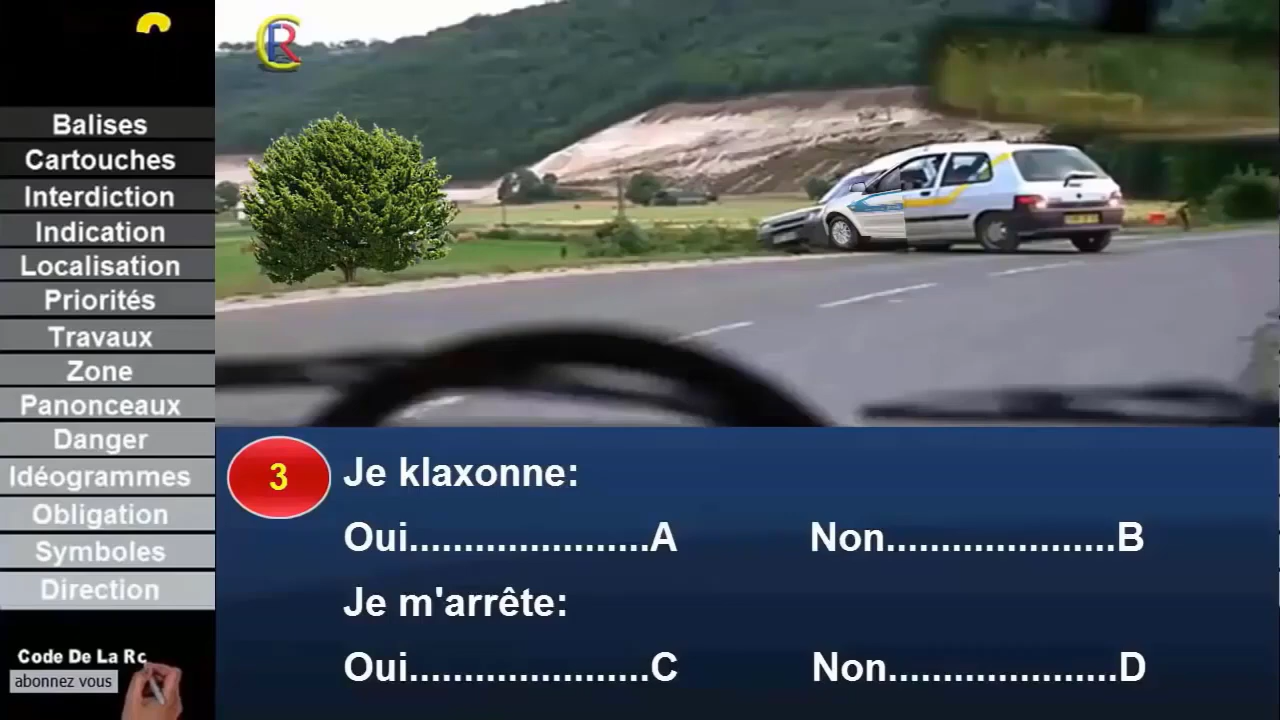 Balises
Cartouches
Interdiction
Indication
Localisation
Priorités
Travaux
Zone
Panonceaux
Danger
Idéogrammes
Obligation
Symboles
Direction
Code De La Rc
abonnez vous
CR
3
Je klaxonne:
Oui......................A Non.....................B
Je m'arrête:
Oui......................C Non.....................D